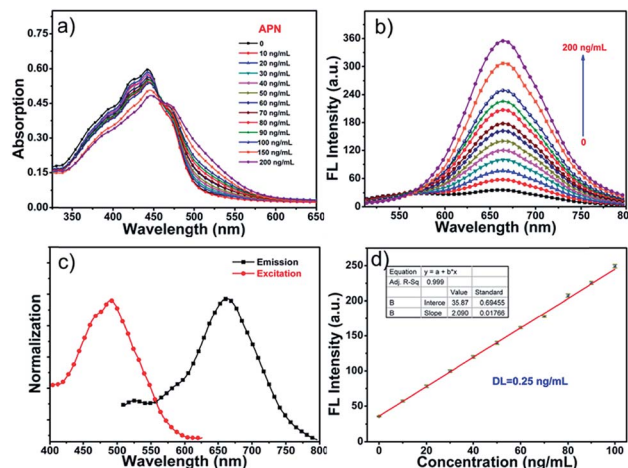 a)
APN
0
10 ng/mL
20 ng/mL
30 ng/mL
40 ng/mL
50 ng/mL
60 ng/mL
70 ng/mL
80 ng/mL
90 ng/mL
100 ng/mL
150 ng/mL
200 ng/mL
0.60
0.45
0.30
0.15
0.00
Absorption
350 400 450 500 550 600 650
Wavelength (nm)
b)
200 ng/mL
0
360
300
240
180
120
60
0
FL Intensity (a.u.)
550 600 650 700 750 800
Wavelength (nm)
c)
Emission
Excitation
Normalization
400 450 500 550 600 650 700 750 800
Wavelength (nm)
d)
Equation y = a + b*x
Adj. R-Sq 0.999
Value Standard
B Interce 35.87 0.69455
B Slope 2.090 0.01766
DL=0.25 ng/mL
250
200
150
100
50
FL Intensity (a.u.)
0 20 40 60 80 100
Concentration (ng/mL)